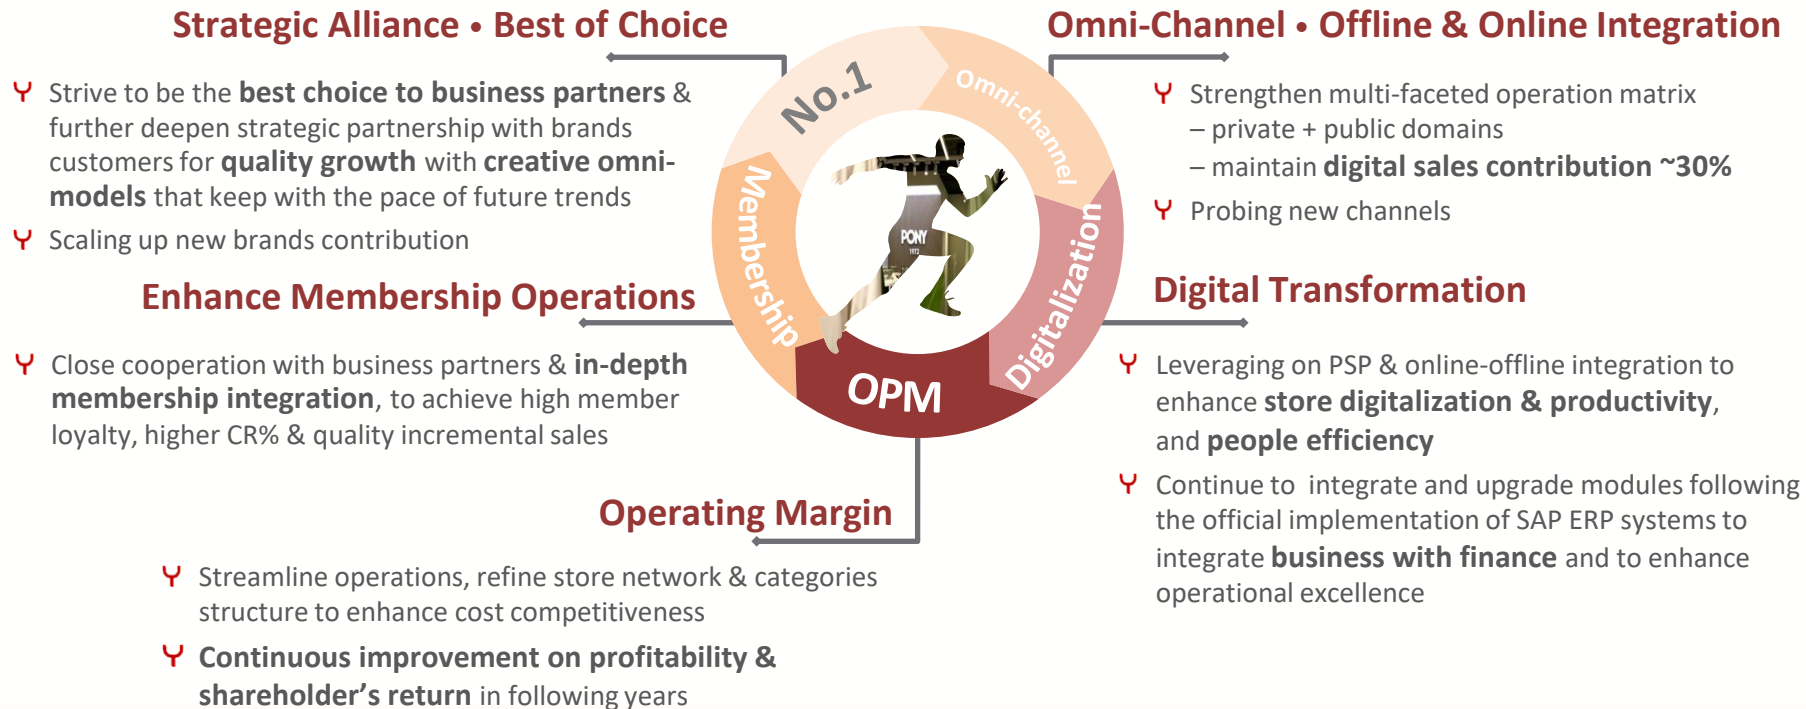 Strategic Alliance • Best of Choice
Strive to be the best choice to business partners &
further deepen strategic partnership with brands
customers for quality growth with creative omni-
models that keep with the pace of future trends
Scaling up new brands contribution
Enhance Membership Operations
Close cooperation with business partners & in-depth
membership integration, to achieve high member
loyalty, higher CR% & quality incremental sales
Operating Margin
Streamline operations, refine store network & categories
structure to enhance cost competitiveness
Continuous improvement on profitability &
shareholder’s return in following years
No.1
Omni-channel
Digitalization
OPM
Membership
PONY
1972
Omni-Channel • Offline & Online Integration
Strengthen multi-faceted operation matrix
– private + public domains
– maintain digital sales contribution ~30%
Probing new channels
Digital Transformation
Leveraging on PSP & online-offline integration to
enhance store digitalization & productivity,
and people efficiency
Continue to integrate and upgrade modules following
the official implementation of SAP ERP systems to
integrate business with finance and to enhance
operational excellence